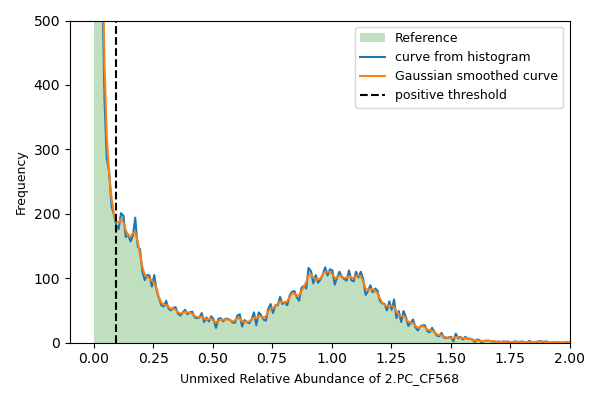 500
400
300
200
100
0
Frequency
Reference
curve from histogram
Gaussian smoothed curve
positive threshold
0.00 0.25 0.50 0.75 1.00 1.25 1.50 1.75 2.00
Unmixed Relative Abundance of 2.PC_CF568